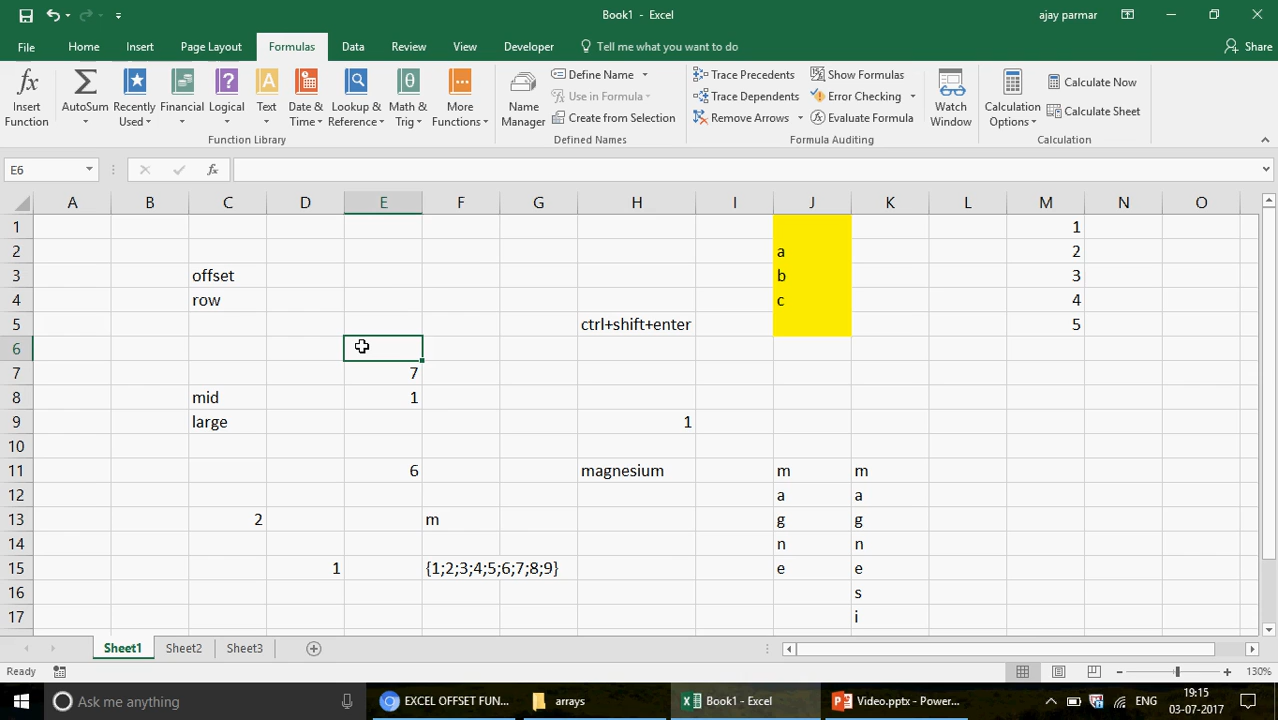 Book1 - Excel
ajay parmar
File Home Insert Page Layout Formulas Data Review View Developer Tell me what you want to do Share
Insert Function
AutoSum
Recently Used
Financial
Logical
Text
Date & Time
Lookup & Reference
Math & Trig
More Functions
Function Library
Name Manager
Define Name
Use in Formula
Create from Selection
Defined Names
Trace Precedents
Trace Dependents
Remove Arrows
Show Formulas
Error Checking
Evaluate Formula
Formula Auditing
Watch Window
Calculation Options
Calculate Now
Calculate Sheet
Calculation
E6 fx
A B C D E F G H I J K L M N O
1 1
2 a 2
3 offset b 3
4 row c 4
5 ctrl+shift+enter 5
6
7 7
8 mid 1
9 large 1
10
11 6 magnesium m m
12 a a
13 2 m g g
14 n n
15 1 {1;2;3;4;5;6;7;8;9} e e
16 s
17 i
Sheet1 Sheet2 Sheet3
Ready 130%
Ask me anything
EXCEL OFFSET FUN...
arrays
Book1 - Excel
Video.pptx - Power...
ENG
19:15
03-07-2017